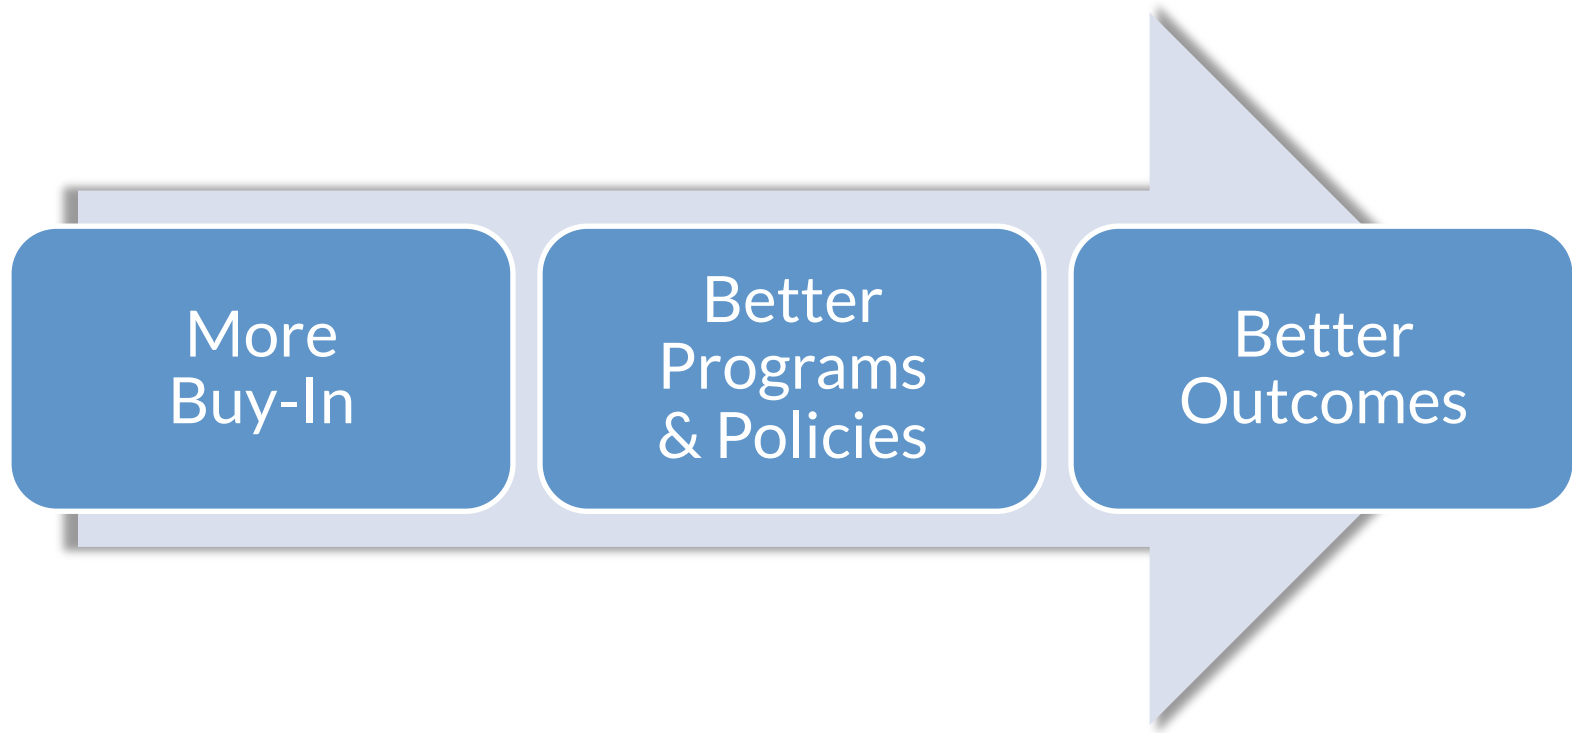 More
Buy-In
Better
Programs
& Policies
Better
Outcomes